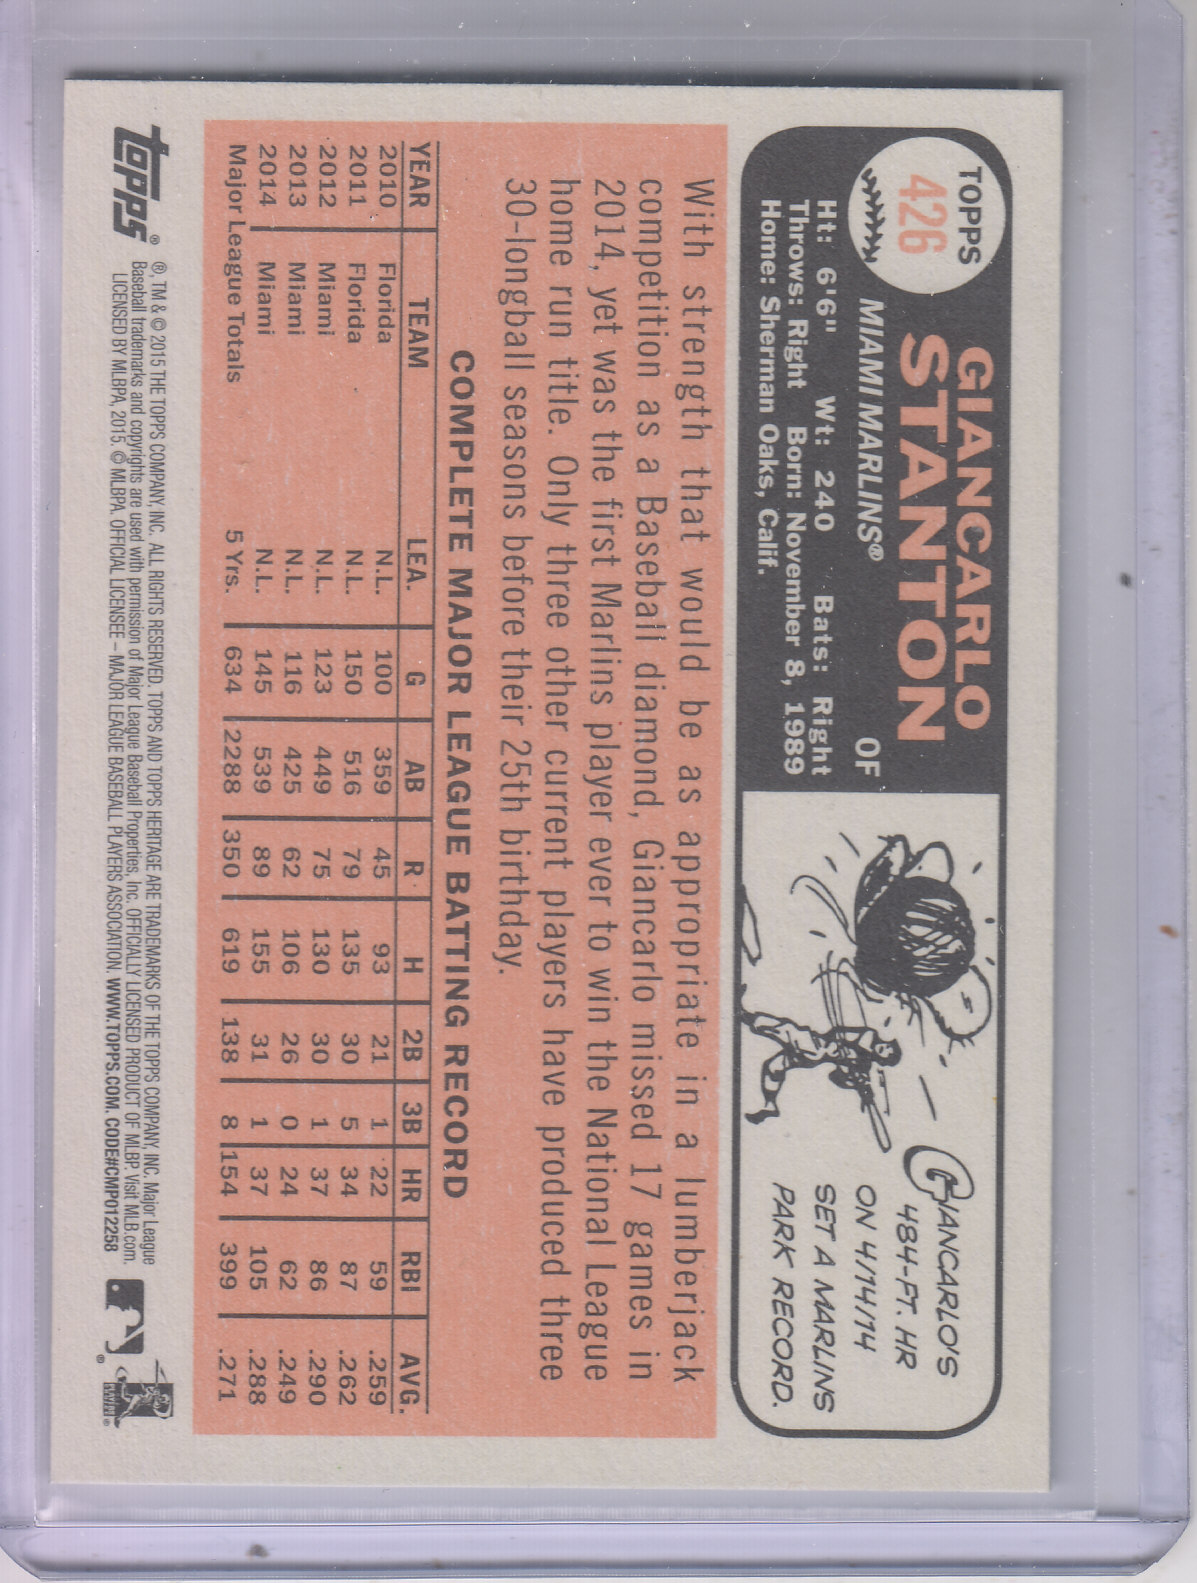 TOPPS
426
GIANCARLO
STANTON
MIAMI MARLINS® OF
Ht: 6'6" Wt: 240 Bats: Right
Throws: Right Born: November 8, 1989
Home: Sherman Oaks, Calif.
GIANCARLO'S
484-FT. HR
ON 4/14/14
SET A MARLINS
PARK RECORD.
With strength that would be as appropriate in a lumberjack
competition as a Baseball diamond, Giancarlo missed 17 games in
2014, yet was the first Marlins player ever to win the National League
home run title. Only three other current players have produced three
30-longball seasons before their 25th birthday.
COMPLETE MAJOR LEAGUE BATTING RECORD
YEAR TEAM LEA. G AB R H 2B 3B HR RBI AVG.
2010 Florida N.L. 100 359 45 93 21 1 22 59 .259
2011 Florida N.L. 150 516 79 135 30 5 34 87 .262
2012 Miami N.L. 123 449 75 130 30 1 37 86 .290
2013 Miami N.L. 116 425 62 106 26 0 24 62 .249
2014 Miami N.L. 145 539 89 155 31 1 37 105 .288
Major League Totals 5 Yrs. 634 2288 350 619 138 8 154 399 .271
Topps ®
®, TM & © 2015 THE TOPPS COMPANY, INC. ALL RIGHTS RESERVED. TOPPS AND TOPPS HERITAGE ARE TRADEMARKS OF THE TOPPS COMPANY, INC. Major League
Baseball trademarks and copyrights are used with permission of Major League Baseball Properties, Inc. OFFICIALLY LICENSED PRODUCT OF MLBP. Visit MLB.com.
LICENSED BY MLBPA, 2015. © MLBPA. OFFICIAL LICENSEE – MAJOR LEAGUE BASEBALL PLAYERS ASSOCIATION. WWW.TOPPS.COM. CODE#CMP012258